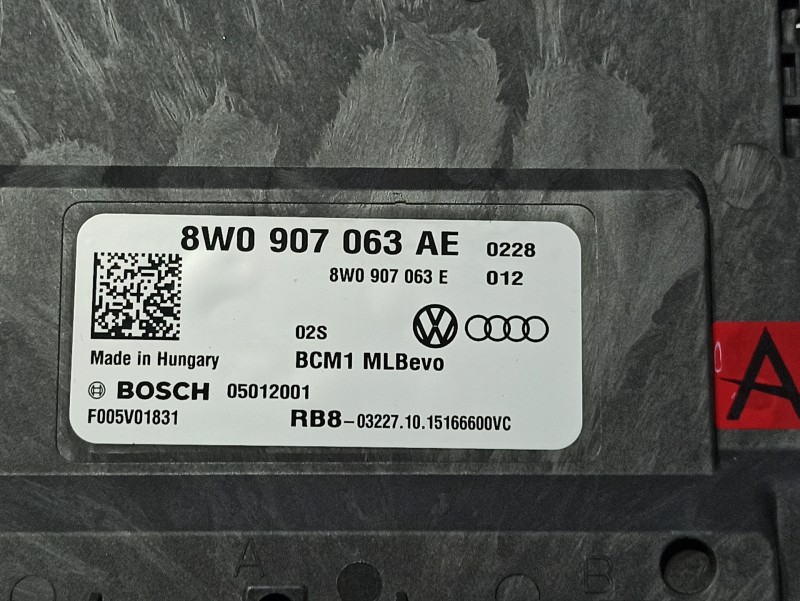 8W0 907 063 AE 0228
8W0 907 063 E 012
02S
Made in Hungary BCM1 MLBevo
BOSCH 05012001
F005V01831 RB8-03227.10.15166600VC
A
A B